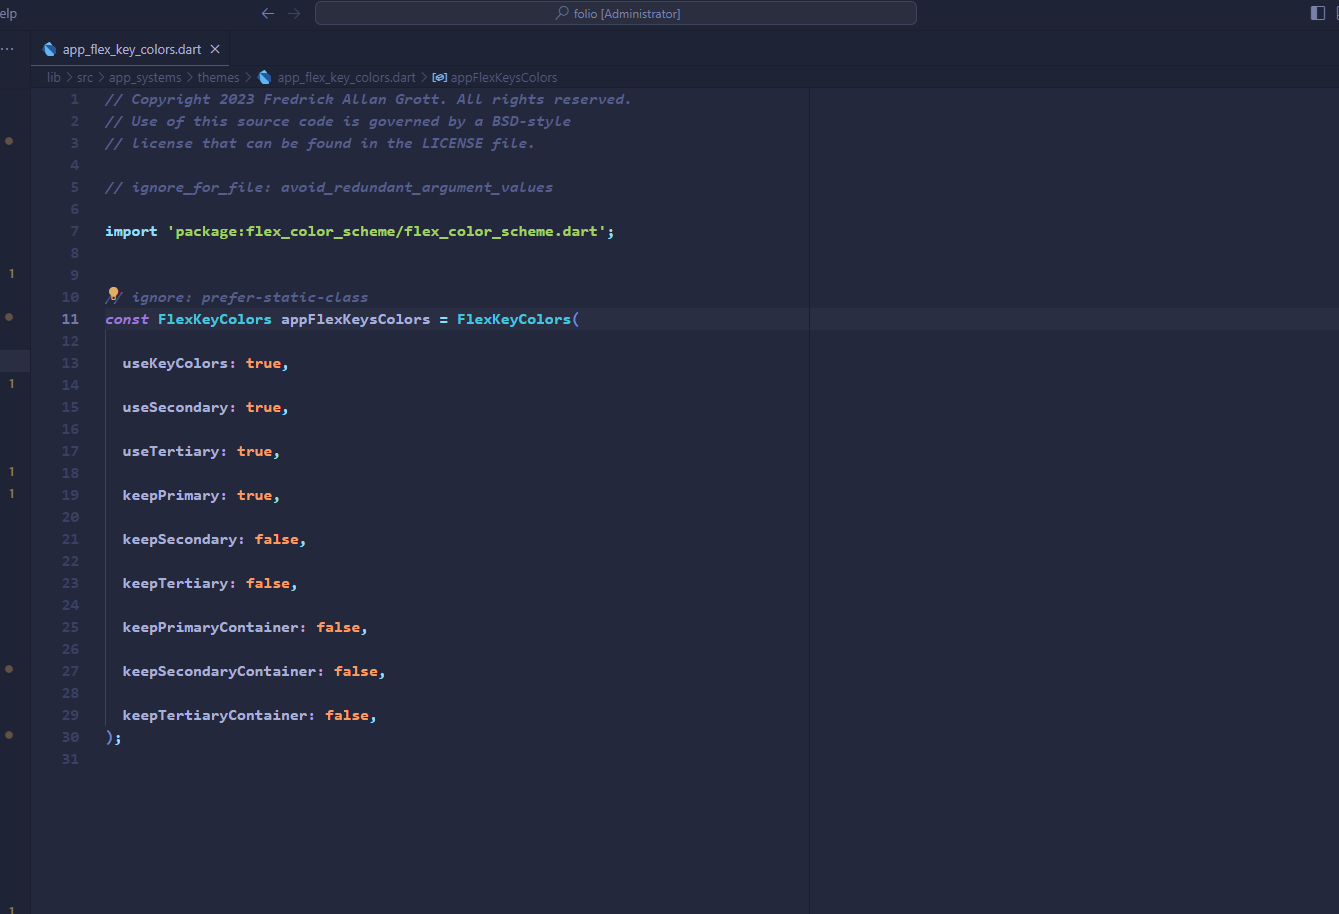 elp
folio [Administrator]
...
app_flex_key_colors.dart
lib > src > app_systems > themes > app_flex_key_colors.dart > appFlexKeysColors
1 // Copyright 2023 Fredrick Allan Grott. All rights reserved.
2 // Use of this source code is governed by a BSD-style
3 // license that can be found in the LICENSE file.
4
5 // ignore_for_file: avoid_redundant_argument_values
6
7 import 'package:flex_color_scheme/flex_color_scheme.dart';
8
9
1
10 // ignore: prefer-static-class
11 const FlexKeyColors appFlexKeysColors = FlexKeyColors(
12
13 useKeyColors: true,
14
1
15 useSecondary: true,
16
17 useTertiary: true,
18
1
19 keepPrimary: true,
1
20
21 keepSecondary: false,
22
23 keepTertiary: false,
24
25 keepPrimaryContainer: false,
26
27 keepSecondaryContainer: false,
28
29 keepTertiaryContainer: false,
30 );
31
1